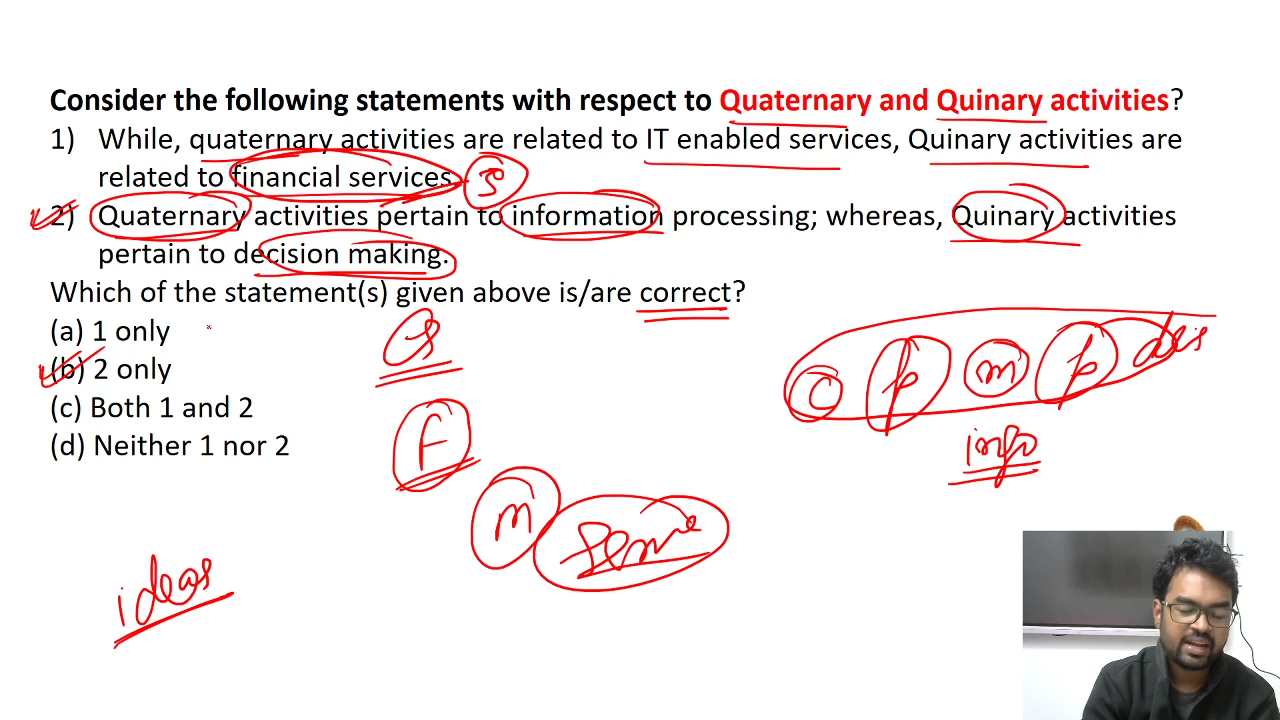 Consider the following statements with respect to Quaternary and Quinary activities?
1) While, quaternary activities are related to IT enabled services, Quinary activities are
related to financial services.
2) Quaternary activities pertain to information processing; whereas, Quinary activities
pertain to decision making.
Which of the statement(s) given above is/are correct?
(a) 1 only
(b) 2 only
(c) Both 1 and 2
(d) Neither 1 nor 2
C p m p dis
F
info
m
ideas